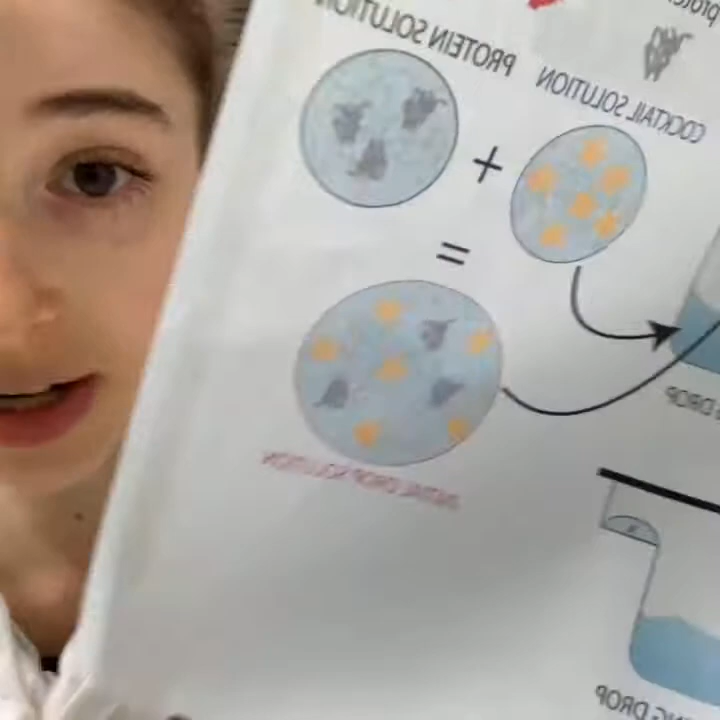 PROTEIN SOLUTION
COCKTAIL SOLUTION
+
=
INITIAL DROP SOLUTION
DROP
DROP